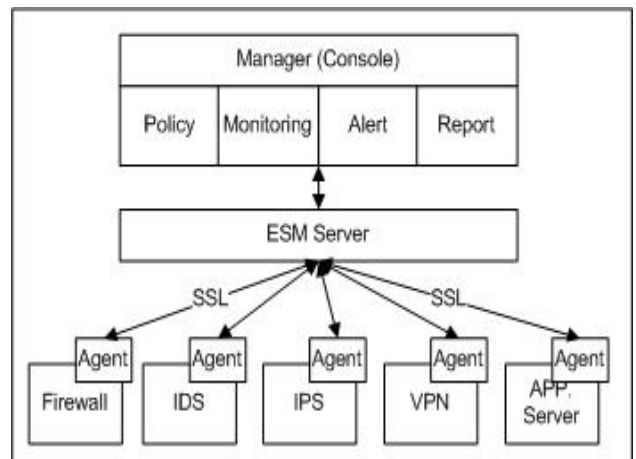 Manager (Console)
Policy Monitoring Alert Report
ESM Server
SSL SSL
Agent Agent Agent Agent Agent
Firewall IDS IPS VPN APP.
Server